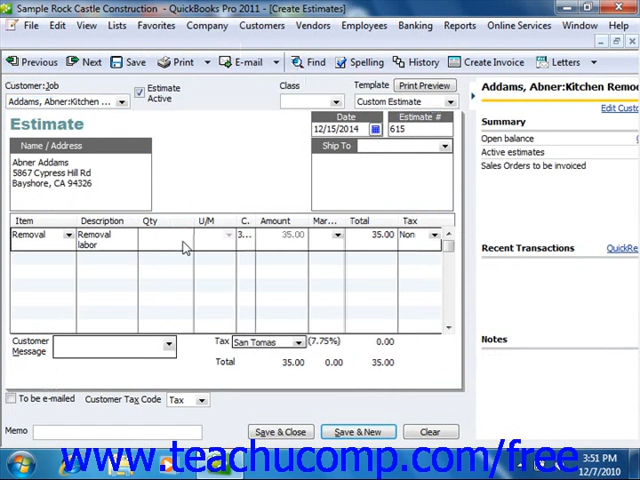 Sample Rock Castle Construction - QuickBooks Pro 2011 - [Create Estimates]
File Edit View Lists Favorites Company Customers Vendors Employees Banking Reports Online Services Window Help
Previous Next Save Print E-mail Find Spelling History Create Invoice Letters
Customer:Job
Estimate Active
Class
Template Print Preview
Addams, Abner:Kitchen ...
Custom Estimate
Addams, Abner:Kitchen Remo
Edit Custo
Estimate
Date Estimate #
12/15/2014 615
Summary
Name / Address
Ship To
Open balance
Active estimates
Sales Orders to be invoiced
Abner Addams
5867 Cypress Hill Rd
Bayshore, CA 94326
Item Description Qty U/M C. Amount Mar... Total Tax
Removal Removal labor 3... 35.00 35.00 Non
Recent Transactions QuickRe
Customer Message
Tax San Tomas (7.75%) 0.00
Total 35.00 0.00 35.00
Notes
To be e-mailed Customer Tax Code Tax
Memo
Save & Close Save & New Clear
www.teachucomp.com/free
3:51 PM
12/7/2010